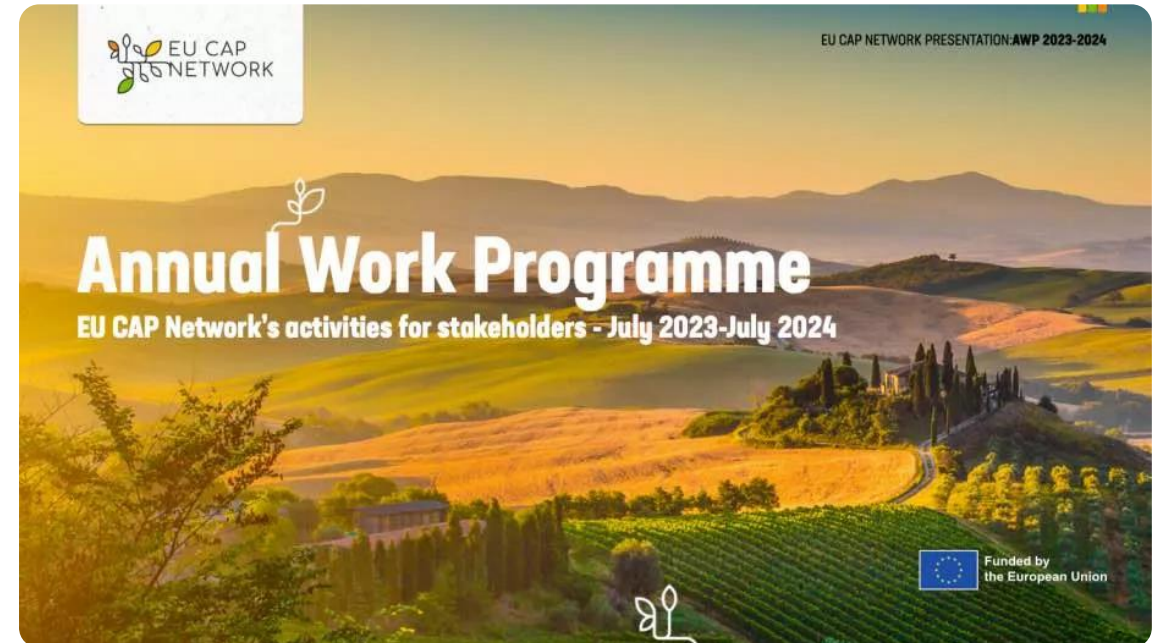 EU CAP
NETWORK
EU CAP NETWORK PRESENTATION:AWP 2023-2024
Annual Work Programme
EU CAP Network's activities for stakeholders - July 2023-July 2024
Funded by
the European Union